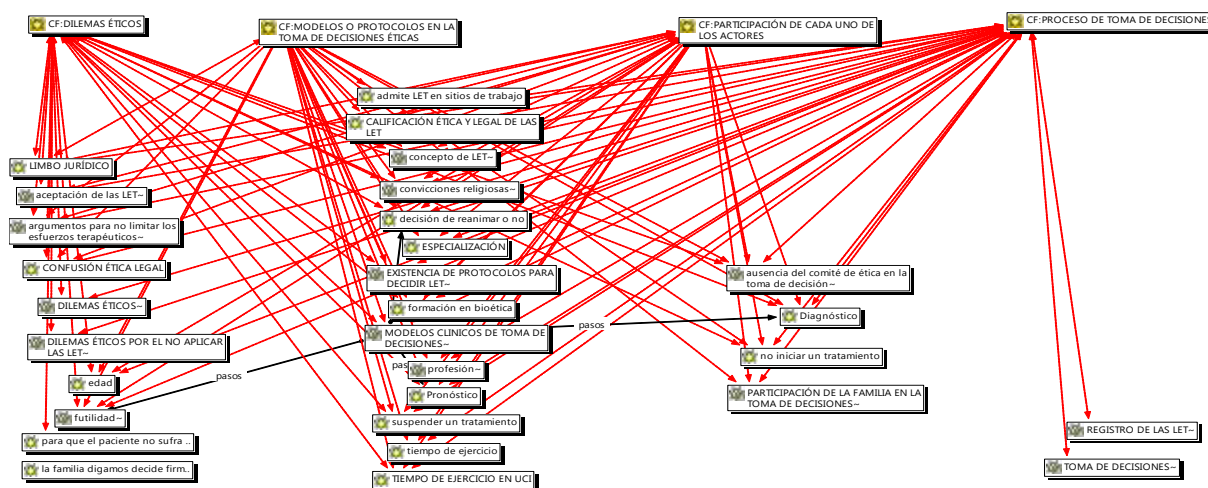 CF:DILEMAS ÉTICOS
CF:MODELOS O PROTOCOLOS EN LA
TOMA DE DECISIONES ÉTICAS
CF:PARTICIPACIÓN DE CADA UNO DE
LOS ACTORES
CF:PROCESO DE TOMA DE DECISIONES
admite LET en sitios de trabajo
CALIFICACIÓN ÉTICA Y LEGAL DE LAS
LET
concepto de LET~
LIMBO JURÍDICO
convicciones religiosas~
aceptación de las LET~
decisión de reanimar o no
argumentos para no limitar los
esfuerzos terapéuticos~
ESPECIALIZACIÓN
CONFUSIÓN ÉTICA LEGAL
EXISTENCIA DE PROTOCOLOS PARA
DECIDIR LET~
ausencia del comité de ética en la
toma de decisión~
DILEMAS ÉTICOS~
formación en bioética
Diagnóstico
pasos
DILEMAS ÉTICOS POR EL NO APLICAR
LAS LET~
MODELOS CLINICOS DE TOMA DE
DECISIONES~
no iniciar un tratamiento
profesión~
pasos
edad
Pronóstico
PARTICIPACIÓN DE LA FAMILIA EN LA
TOMA DE DECISIONES~
futilidad~
suspender un tratamiento
REGISTRO DE LAS LET~
para que el paciente no sufra ..
tiempo de ejercicio
la familia digamos decide firm..
TOMA DE DECISIONES~
TIEMPO DE EJERCICIO EN UCI